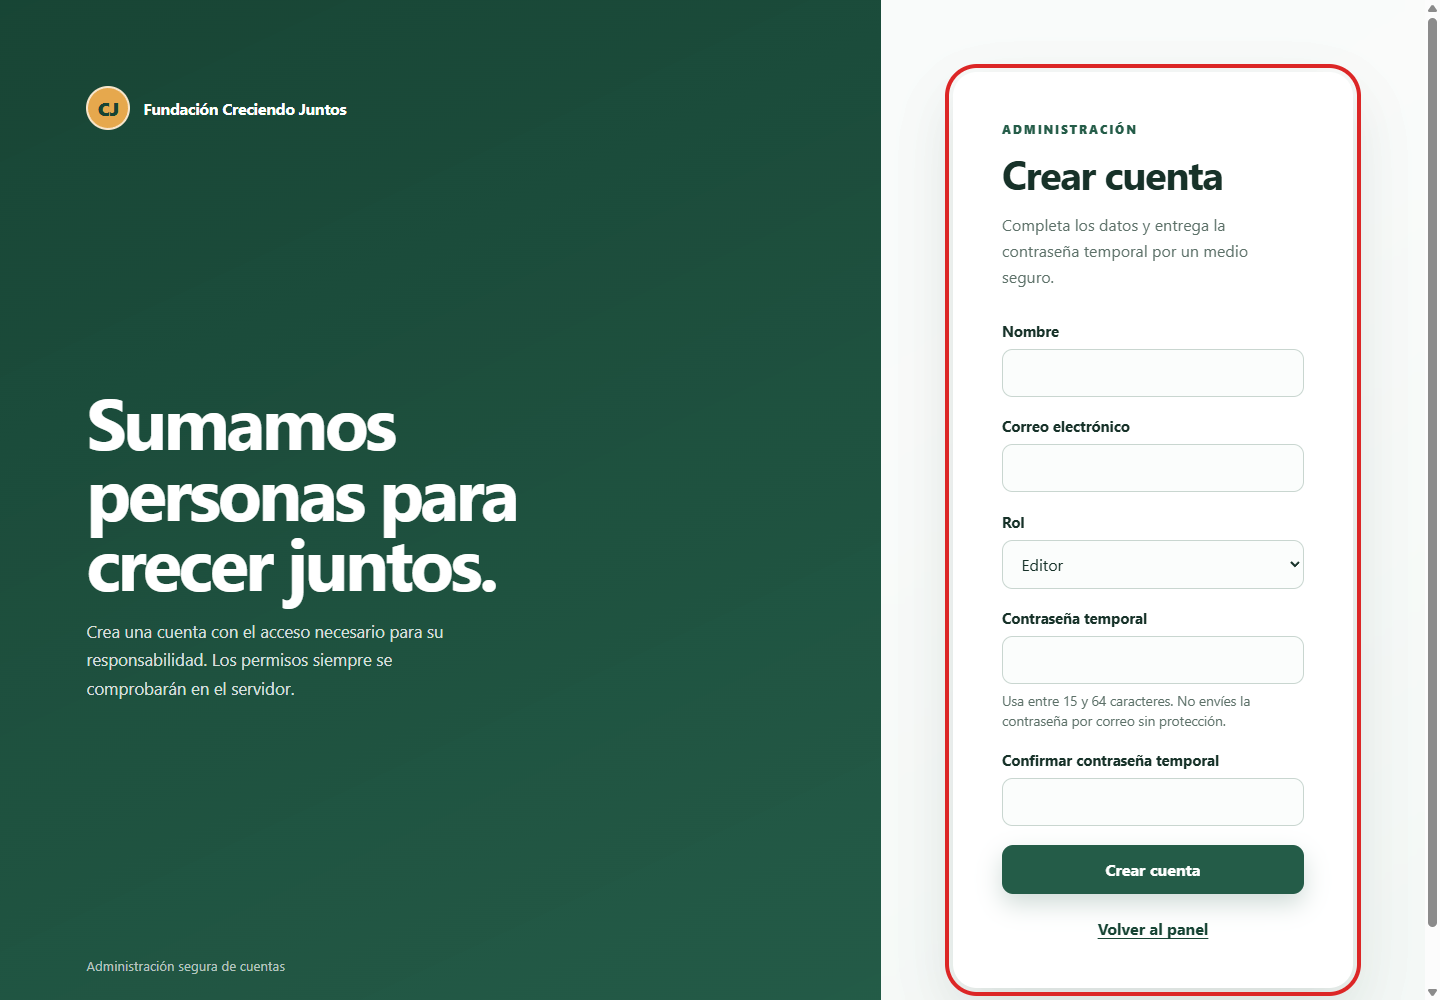 CJ
Fundación Creciendo Juntos
Sumamos
personas para
crecer juntos.
Crea una cuenta con el acceso necesario para su
responsabilidad. Los permisos siempre se
comprobarán en el servidor.
Administración segura de cuentas
ADMINISTRACIÓN
Crear cuenta
Completa los datos y entrega la
contraseña temporal por un medio
seguro.
Nombre
Correo electrónico
Rol
Editor
Contraseña temporal
Usa entre 15 y 64 caracteres. No envíes la
contraseña por correo sin protección.
Confirmar contraseña temporal
Crear cuenta
Volver al panel